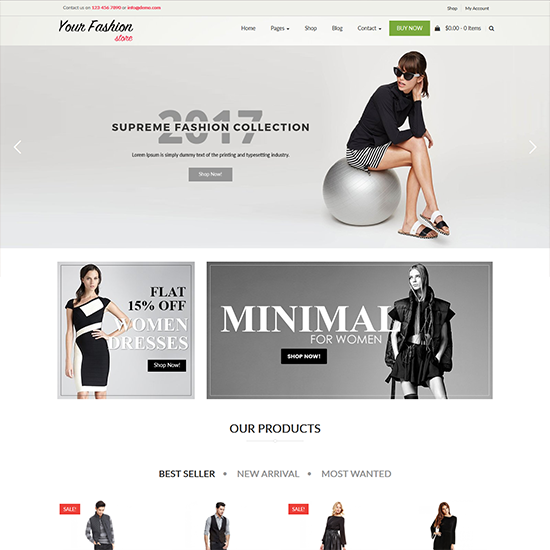 Contact us on 123-456-7890 or info@demo.com
Shop My Account
Your Fashion
store
Home Pages Shop Blog Contact BUY NOW $0.00 - 0 Items
2017
SUPREME FASHION COLLECTION
Lorem Ipsum is simply dummy text of the printing and typesetting industry.
Shop Now!
FLAT
15% OFF
WOMEN
DRESSES
Shop Now!
MINIMAL
FOR WOMEN
SHOP NOW!
OUR PRODUCTS
BEST SELLER • NEW ARRIVAL • MOST WANTED
SALE! SALE!